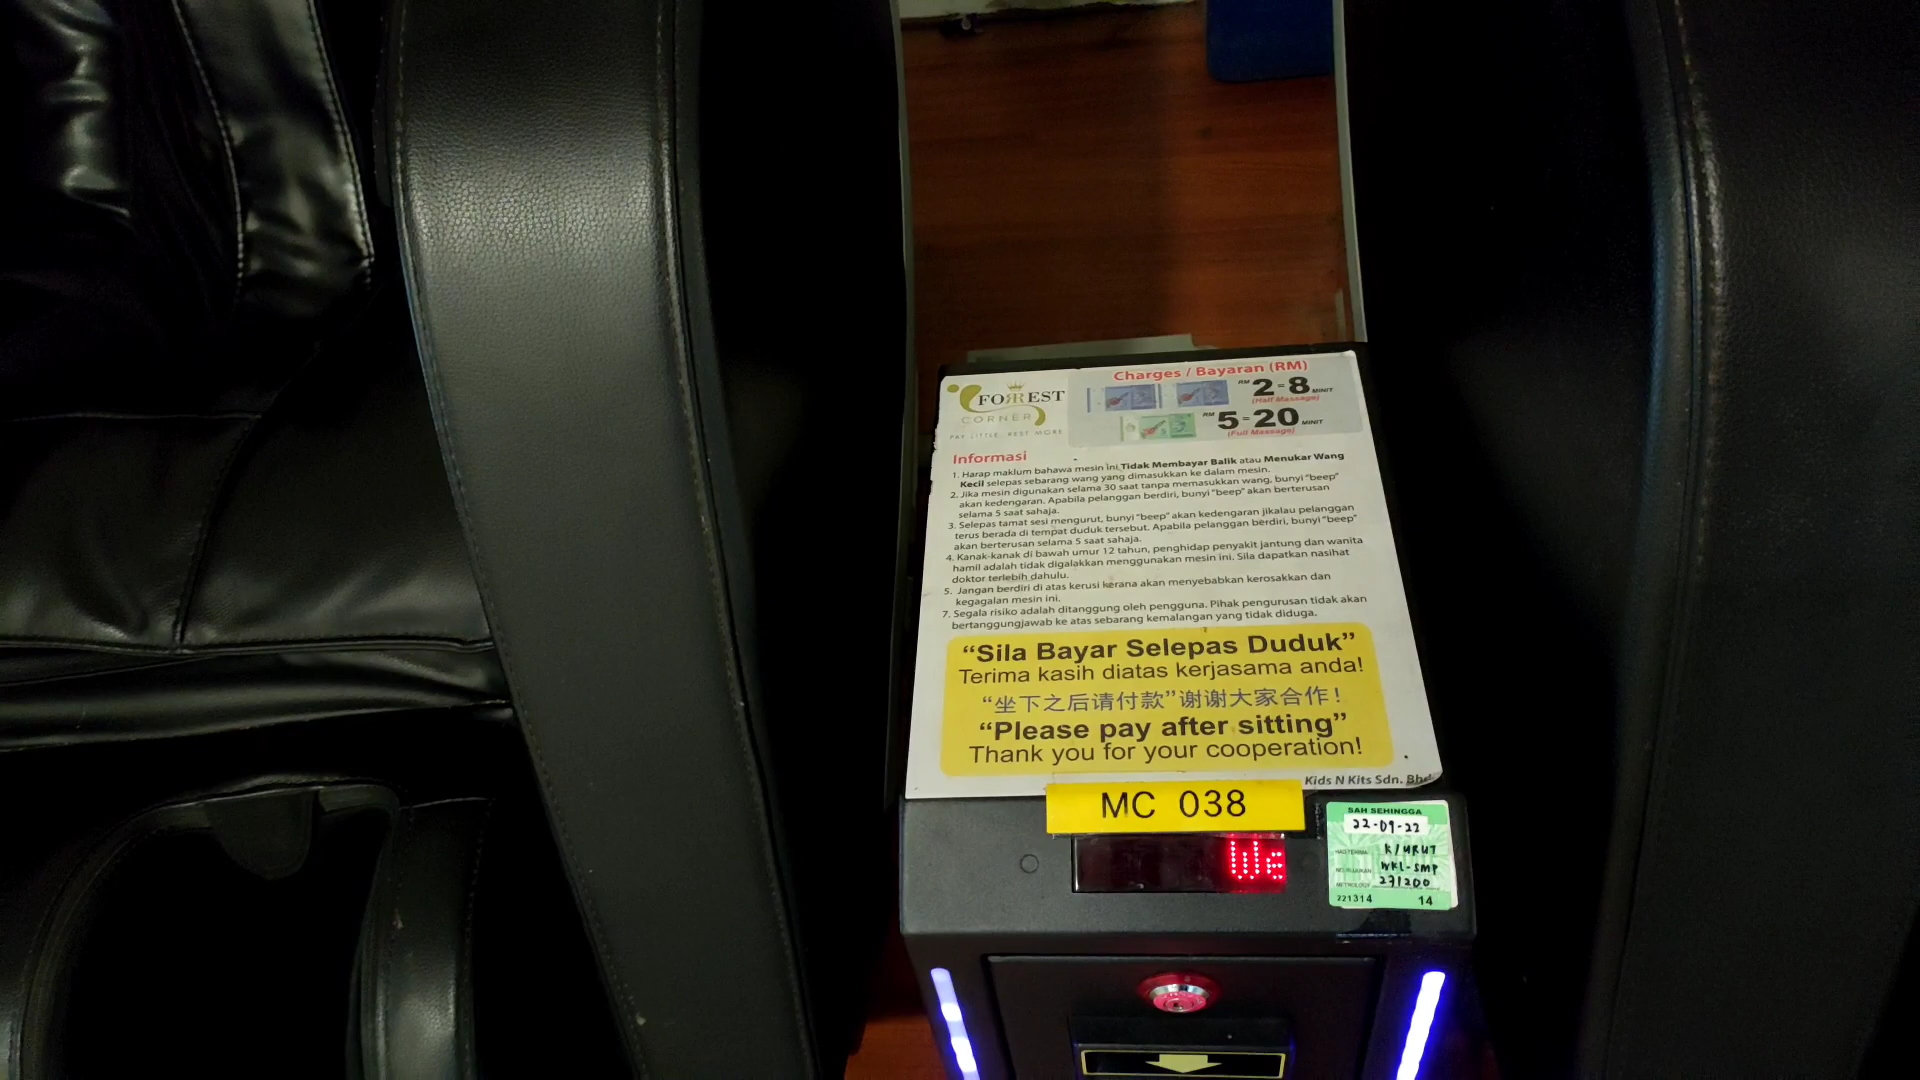 FORREST
CORNER
PAY LITTLE. REST MORE.
Charges / Bayaran (RM)
RM 2 = 8 MINIT
(Half Massage)
RM 5 = 20 MINIT
(Full Massage)
Informasi
1. Harap maklum bahawa mesin ini Tidak Membayar Balik atau Menukar Wang
Kecil selepas sebarang wang yang dimasukkan ke dalam mesin.
2. Jika mesin digunakan selama 30 saat tanpa memasukkan wang, bunyi "beep"
akan kedengaran. Apabila pelanggan berdiri, bunyi "beep" akan berterusan
selama 5 saat sahaja.
3. Selepas tamat sesi mengurut, bunyi "beep" akan kedengaran jikalau pelanggan
terus berada di tempat duduk tersebut. Apabila pelanggan berdiri, bunyi "beep"
akan berterusan selama 5 saat sahaja.
4. Kanak-kanak di bawah umur 12 tahun, penghidap penyakit jantung dan wanita
hamil adalah tidak digalakkan menggunakan mesin ini. Sila dapatkan nasihat
doktor terlebih dahulu.
5. Jangan berdiri di atas kerusi kerana akan menyebabkan kerosakkan dan
kegagalan mesin ini.
7. Segala risiko adalah ditanggung oleh pengguna. Pihak pengurusan tidak akan
bertanggungjawab ke atas sebarang kemalangan yang tidak diduga.
"Sila Bayar Selepas Duduk"
Terima kasih diatas kerjasama anda!
"坐下之后请付款"谢谢大家合作!
"Please pay after sitting"
Thank you for your cooperation!
Kids N Kits Sdn. Bhd.
MC 038
We
SAH SEHINGGA
22-09-22
K/URUT
WKL-SMP
METROLOGY 271200
221314 14